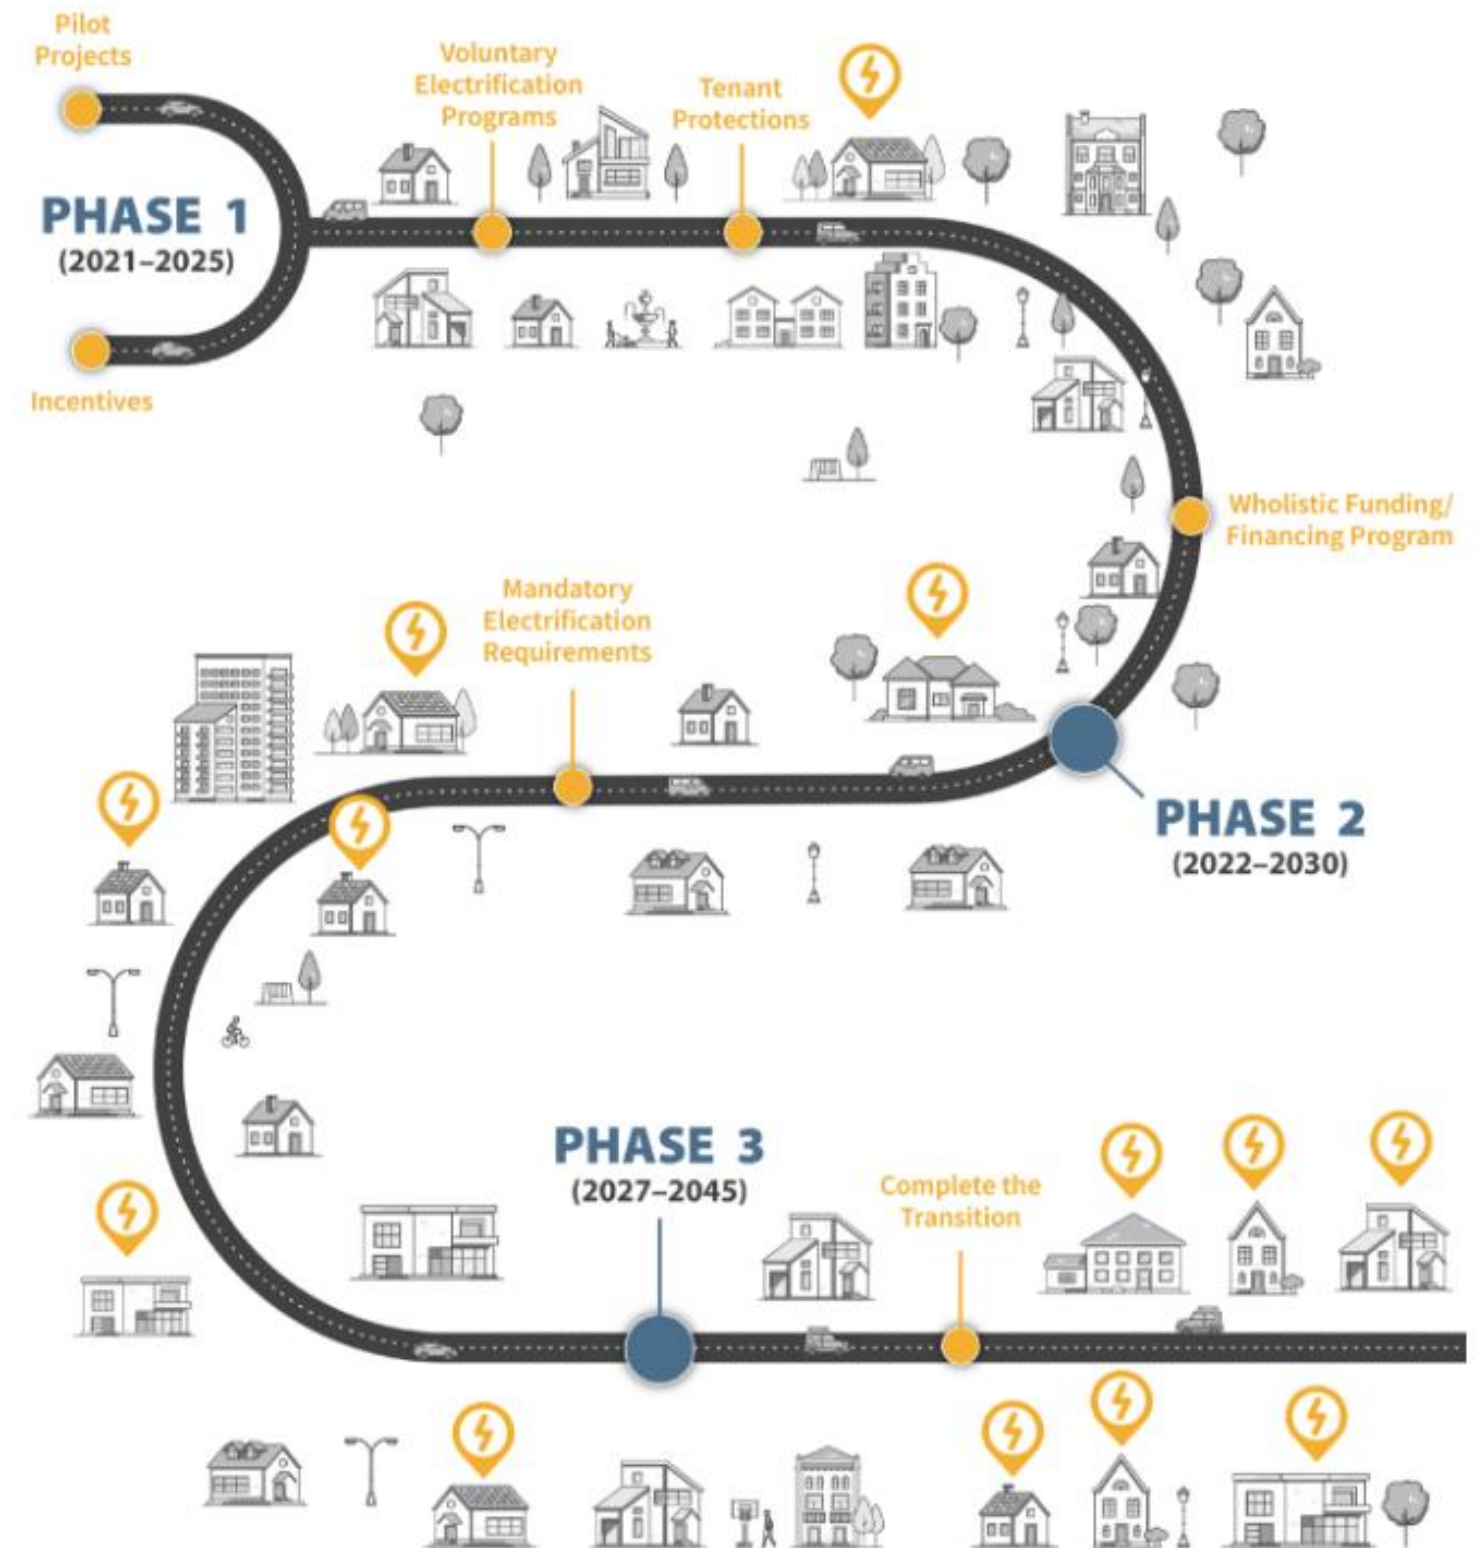 Pilot
Projects
Voluntary
Electrification
Programs
Tenant
Protections
PHASE 1
(2021–2025)
Incentives
Wholistic Funding/
Financing Program
Mandatory
Electrification
Requirements
PHASE 2
(2022–2030)
PHASE 3
(2027–2045)
Complete the
Transition